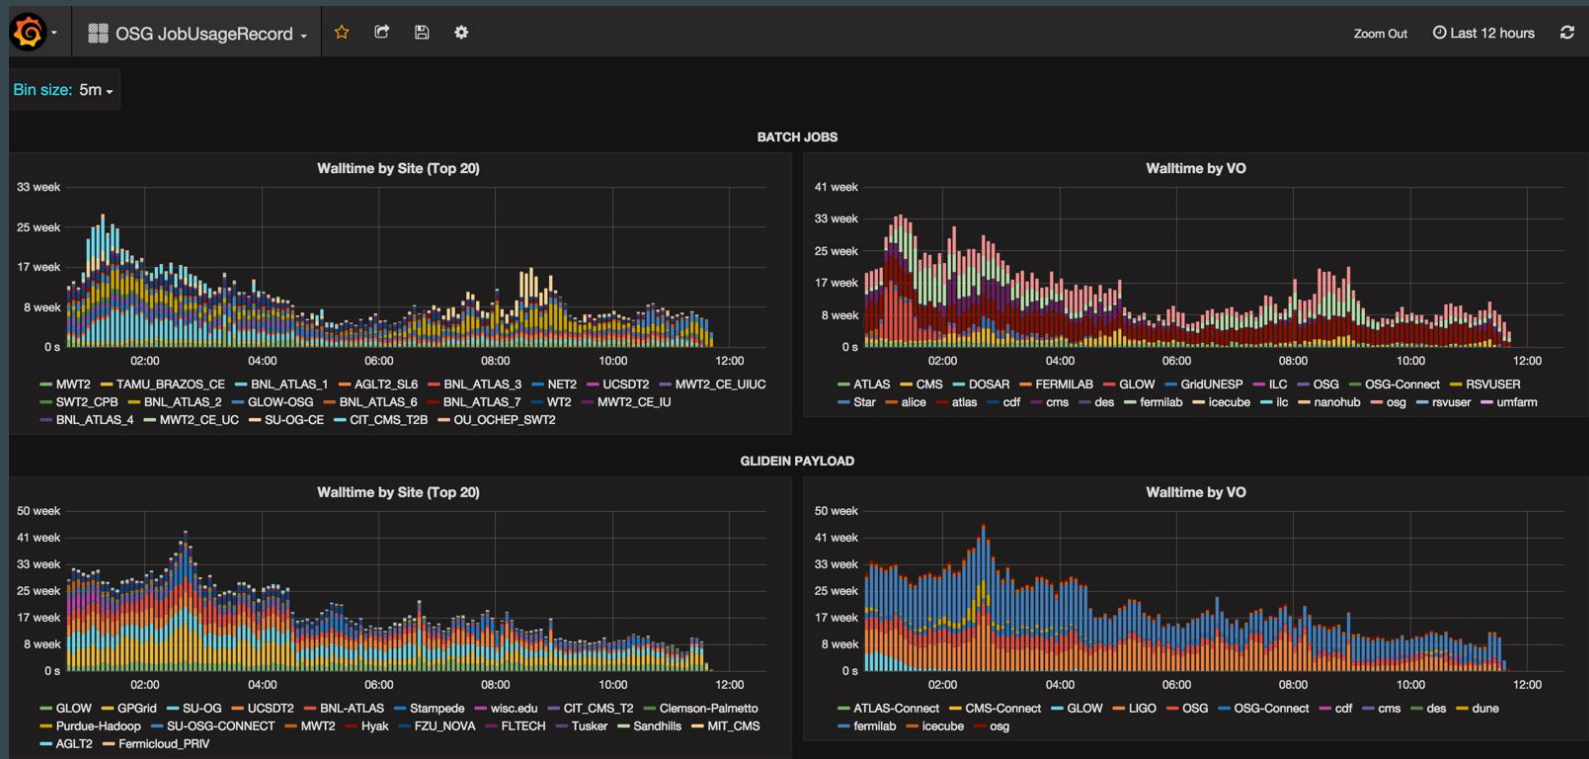 OSG JobUsageRecord
Zoom Out Last 12 hours
Bin size: 5m
BATCH JOBS
Walltime by Site (Top 20)
33 week
25 week
17 week
8 week
0 s
02:00 04:00 06:00 08:00 10:00 12:00
MWT2 TAMU_BRAZOS_CE BNL_ATLAS_1 AGLT2_SL6 BNL_ATLAS_3 NET2 UCSDT2 MWT2_CE_UIUC
SWT2_CPB BNL_ATLAS_2 GLOW-OSG BNL_ATLAS_6 BNL_ATLAS_7 WT2 MWT2_CE_IU
BNL_ATLAS_4 MWT2_CE_UC SU-OG-CE CIT_CMS_T2B OU_OCHEP_SWT2
Walltime by VO
41 week
33 week
25 week
17 week
8 week
0 s
02:00 04:00 06:00 08:00 10:00 12:00
ATLAS CMS DOSAR FERMILAB GLOW GridUNESP ILC OSG OSG-Connect RSVUSER
Star alice atlas cdf cms des fermilab icecube ilc nanohub osg rsvuser umfarm
GLIDEIN PAYLOAD
Walltime by Site (Top 20)
50 week
41 week
33 week
25 week
17 week
8 week
0 s
02:00 04:00 06:00 08:00 10:00 12:00
GLOW GPGrid SU-OG UCSDT2 BNL-ATLAS Stampede wisc.edu CIT_CMS_T2 Clemson-Palmetto
Purdue-Hadoop SU-OSG-CONNECT MWT2 Hyak FZU_NOVA FLTECH Tusker Sandhills MIT_CMS
AGLT2 Fermicloud_PRIV
Walltime by VO
50 week
41 week
33 week
25 week
17 week
8 week
0 s
02:00 04:00 06:00 08:00 10:00 12:00
ATLAS-Connect CMS-Connect GLOW LIGO OSG OSG-Connect cdf cms des dune
fermilab icecube osg